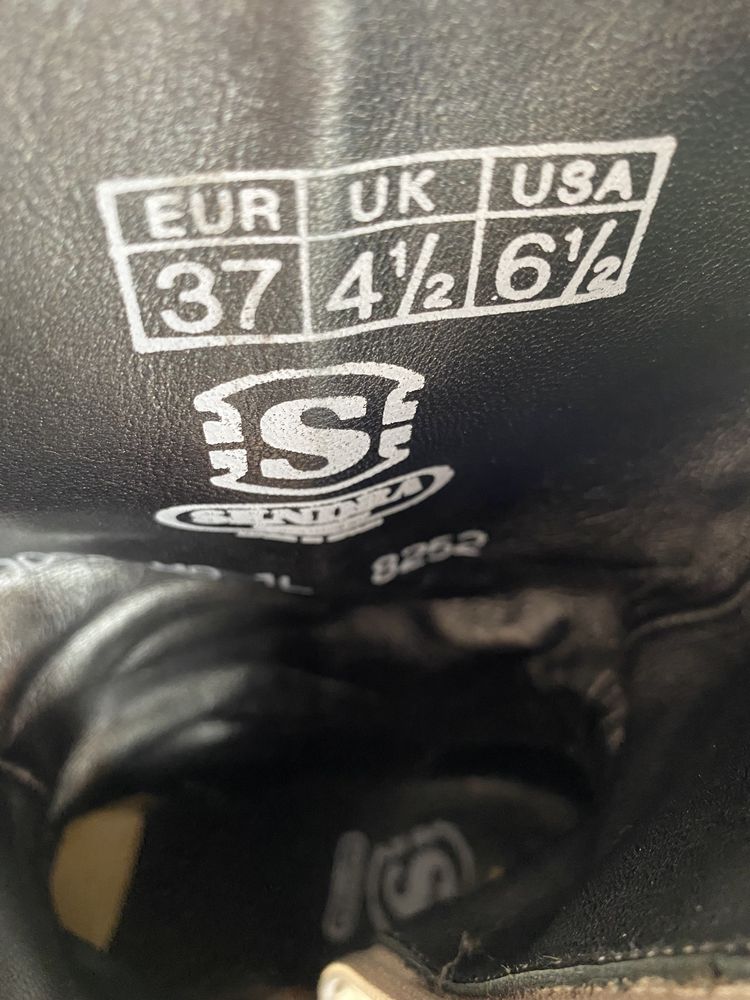 EUR UK USA
37 4½ 6½
S
SENDRA
8252
S